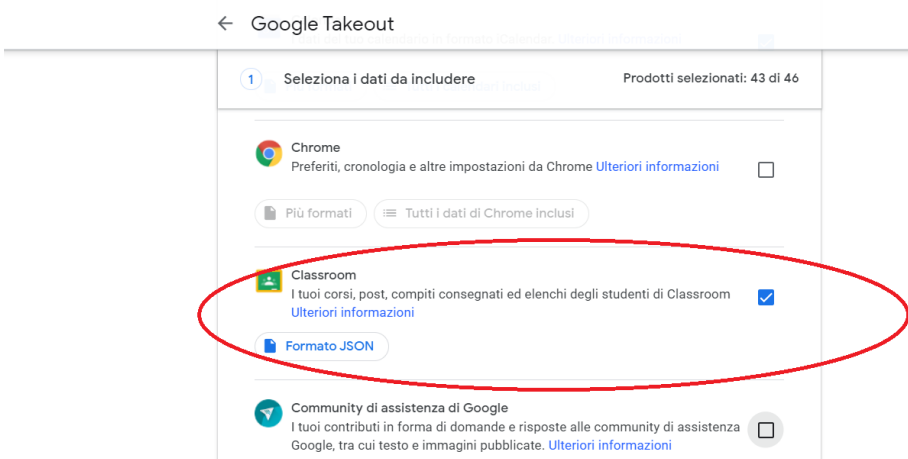 Google Takeout
1 Seleziona i dati da includere Prodotti selezionati: 43 di 46
Chrome
Preferiti, cronologia e altre impostazioni da Chrome Ulteriori informazioni
Più formati Tutti i dati di Chrome inclusi
Classroom
I tuoi corsi, post, compiti consegnati ed elenchi degli studenti di Classroom
Ulteriori informazioni
Formato JSON
Community di assistenza di Google
I tuoi contributi in forma di domande e risposte alle community di assistenza
Google, tra cui testo e immagini pubblicate. Ulteriori informazioni